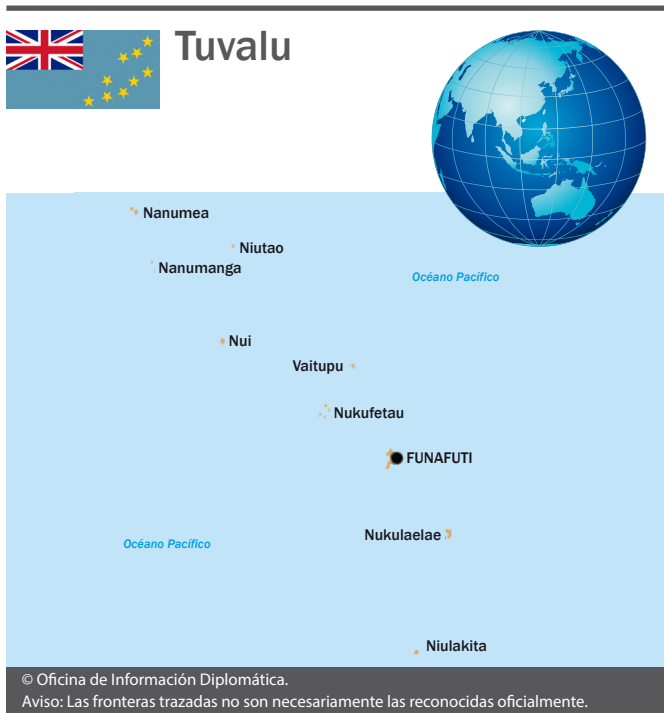 Tuvalu
Nanumea
Niutao
Nanumanga
Océano Pacífico
Nui
Vaitupu
Nukufetau
FUNAFUTI
Nukulaelae
Océano Pacífico
Niulakita
© Oficina de Información Diplomática.
Aviso: Las fronteras trazadas no son necesariamente las reconocidas oficialmente.